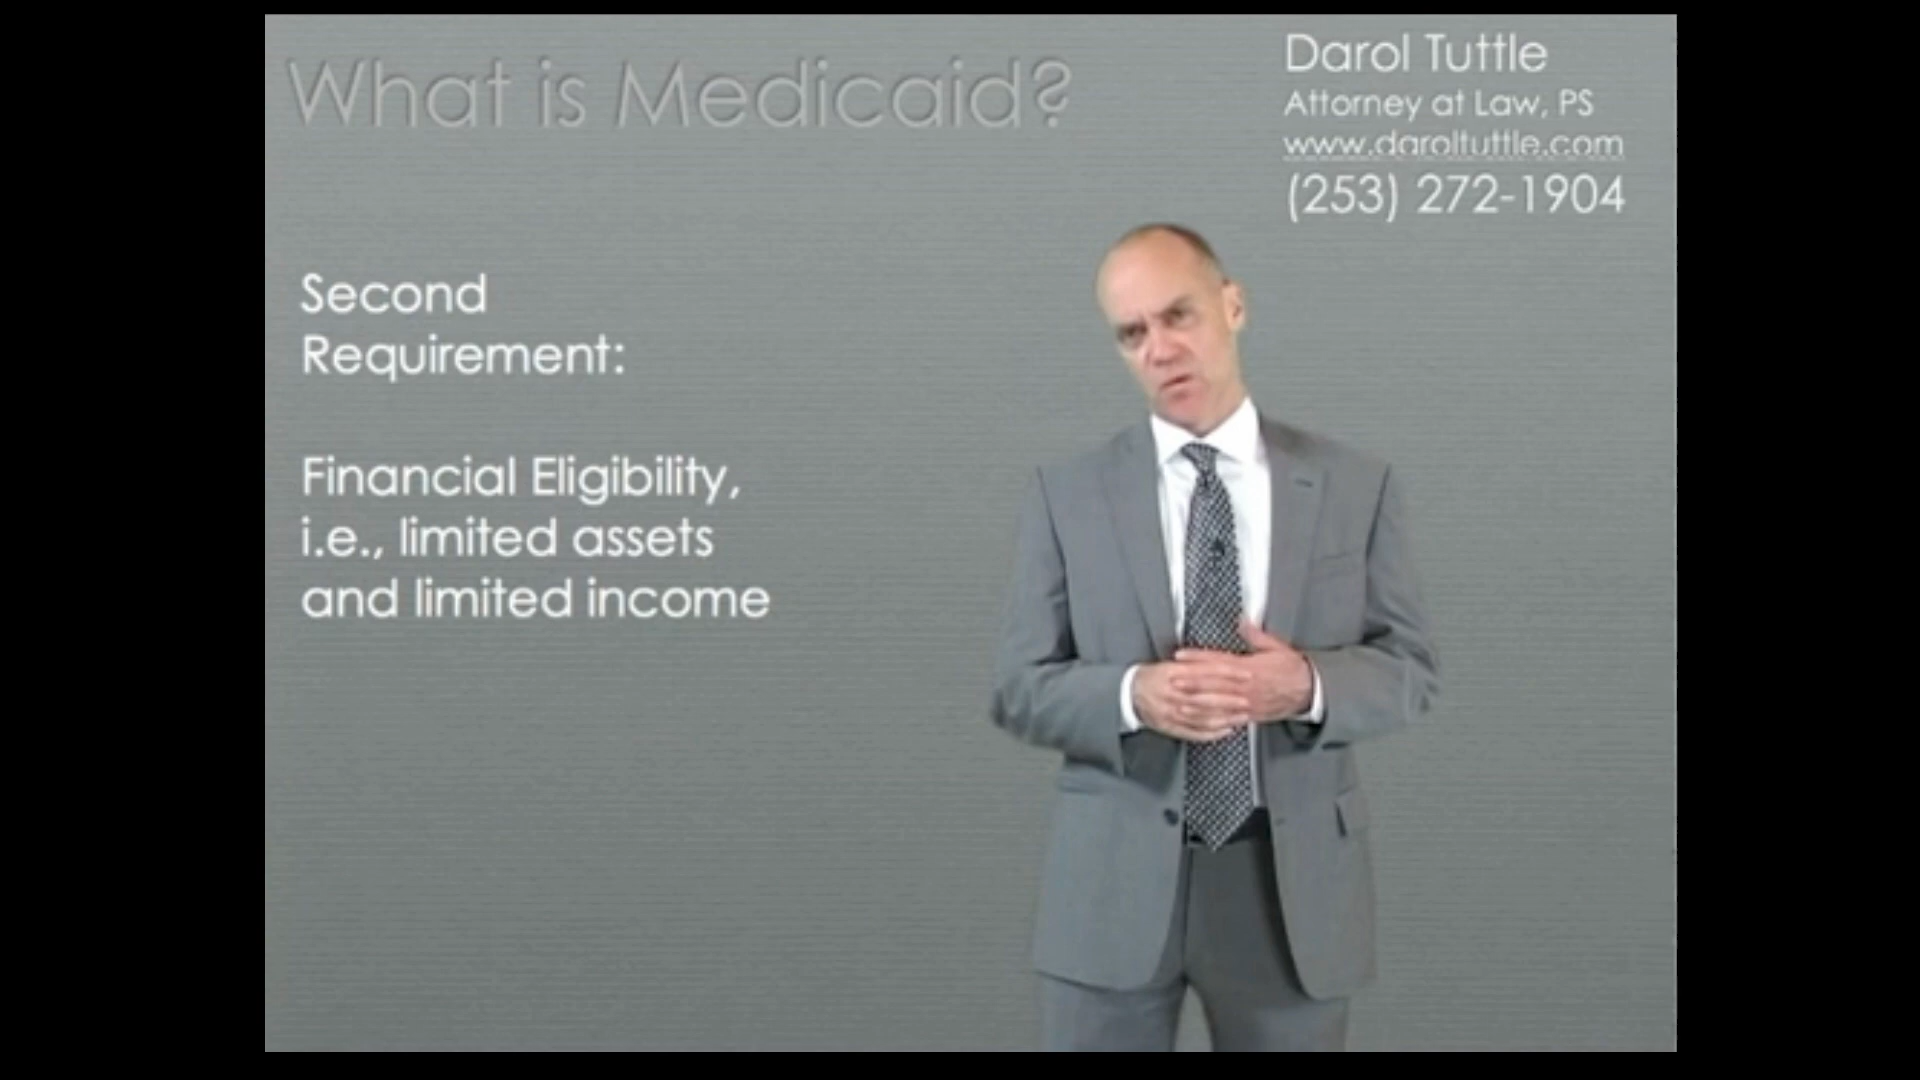 What is Medicaid?
Darol Tuttle
Attorney at Law, PS
www.daroltuttle.com
(253) 272-1904
Second
Requirement:
Financial Eligibility,
i.e., limited assets
and limited income